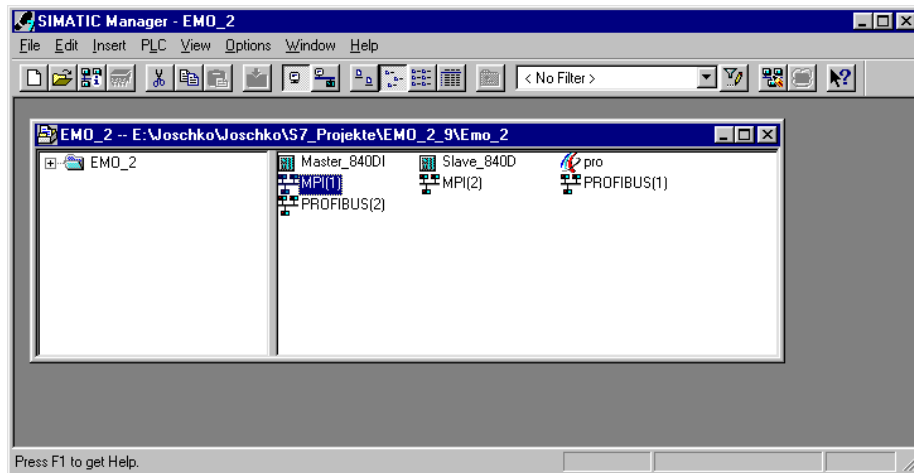 SIMATIC Manager - EMO_2
File Edit Insert PLC View Options Window Help
< No Filter >
EMO_2 -- E:\Joschko\Joschko\S7_Projekte\EMO_2_9\Emo_2
EMO_2
Master_840DI Slave_840D pro
MPI(1) MPI(2) PROFIBUS(1)
PROFIBUS(2)
Press F1 to get Help.